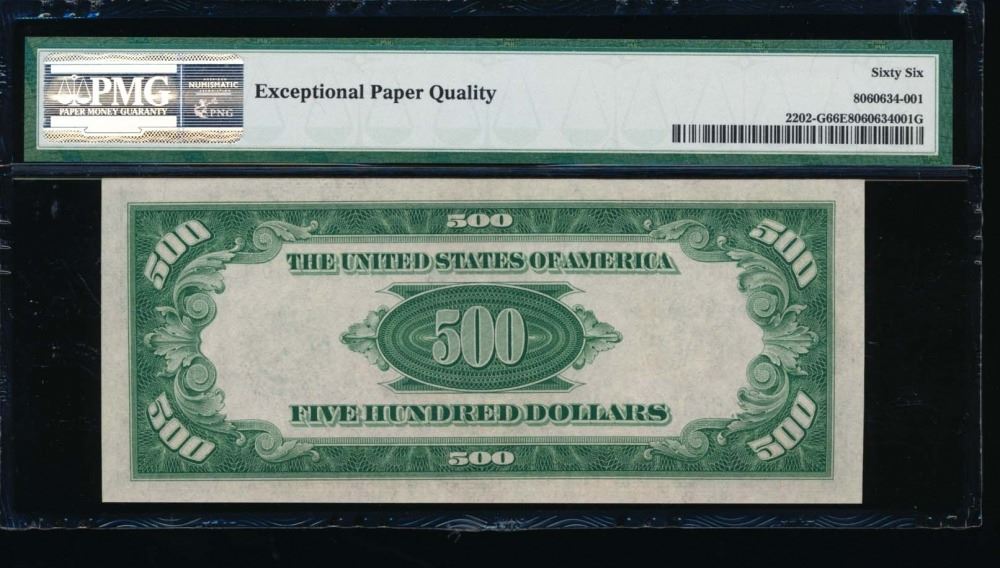 PMG
PAPER MONEY GUARANTY
NUMISMATIC
PNG
Exceptional Paper Quality
Sixty Six
8060634-001
2202-G66E8060634001G
500
500
500
THE UNITED STATES OF AMERICA
500
FIVE HUNDRED DOLLARS
500
500
500